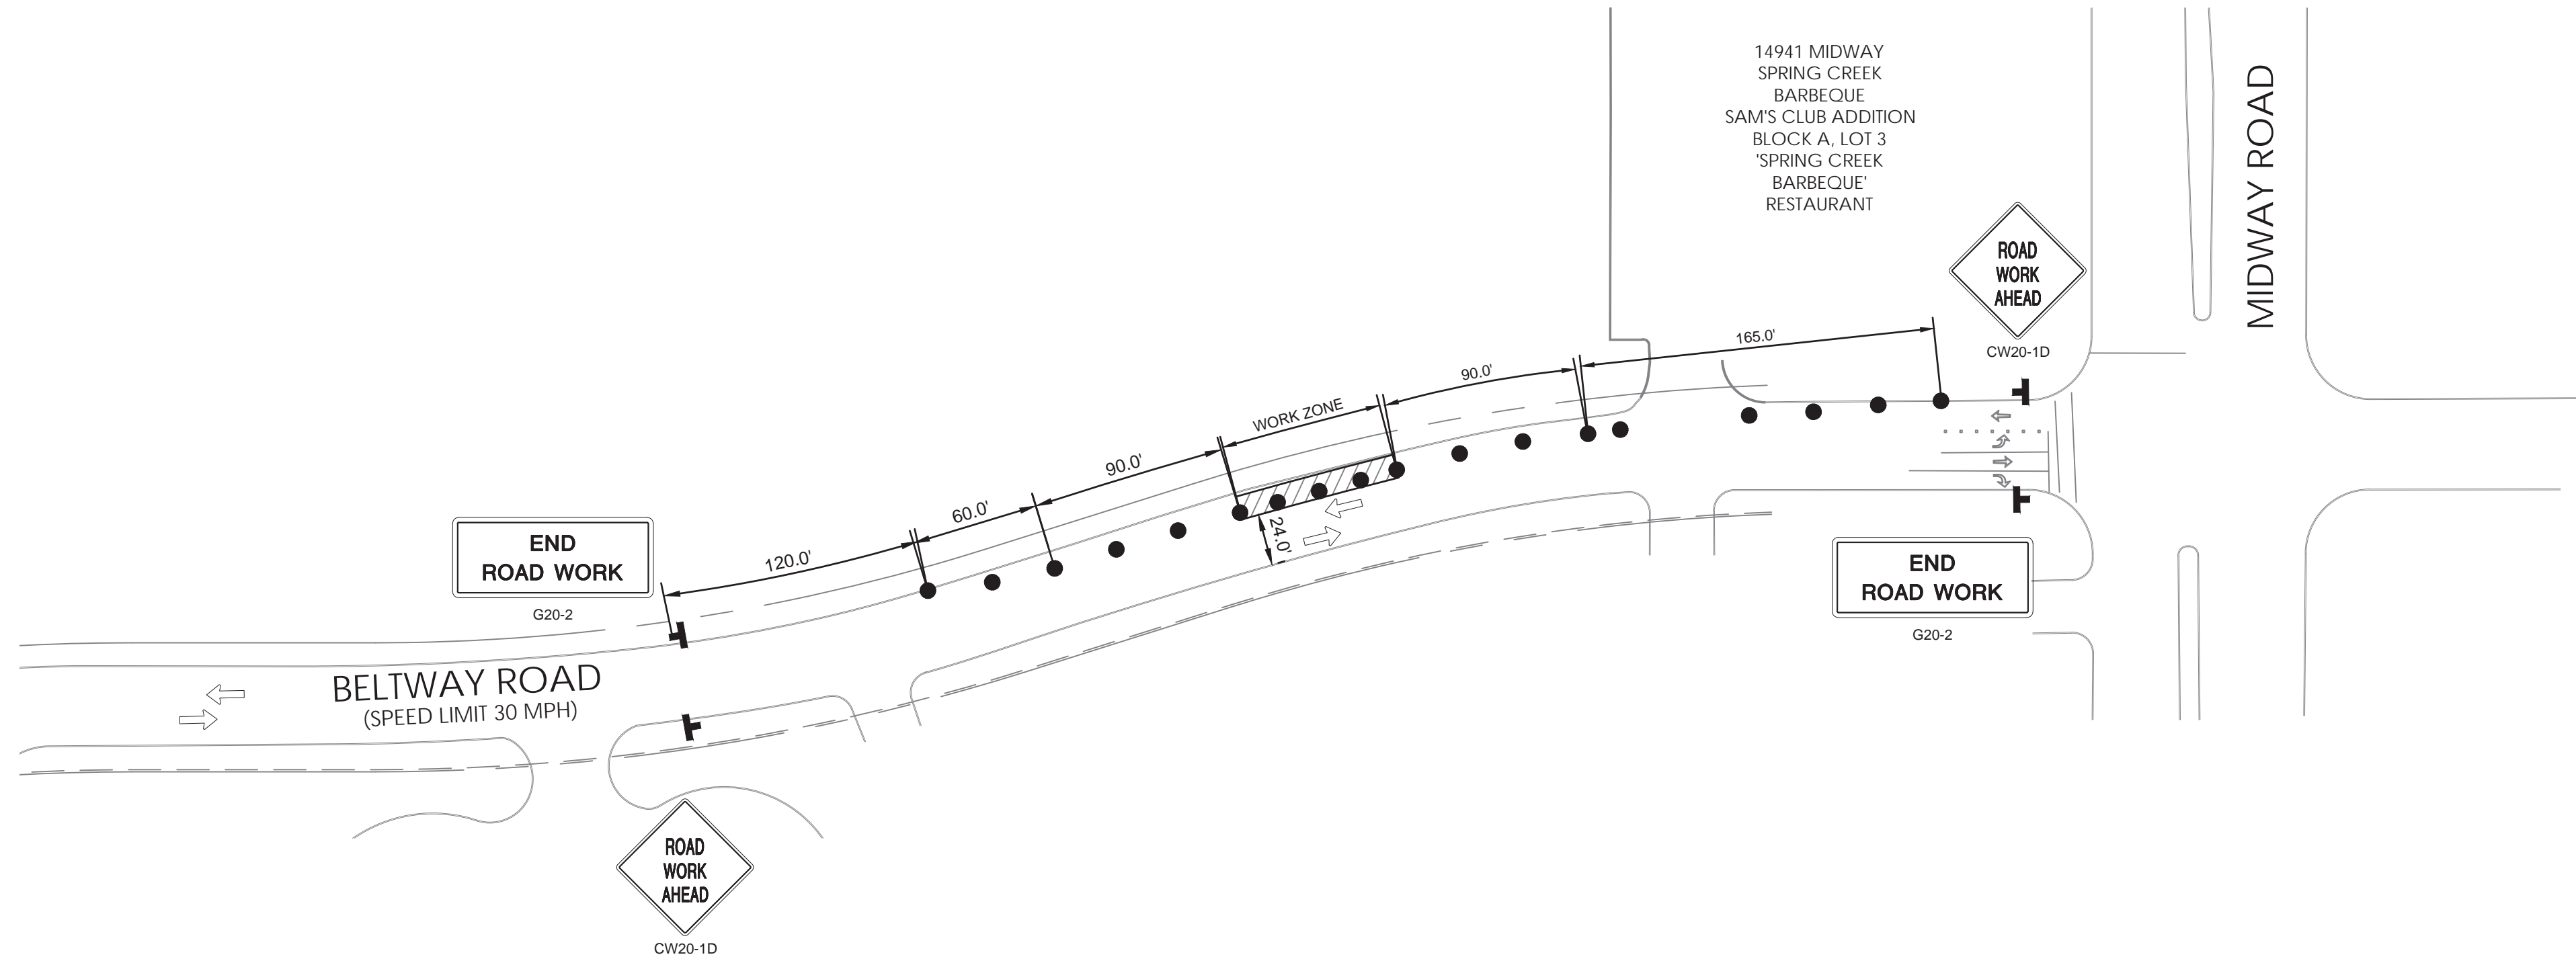 14941 MIDWAY
SPRING CREEK
BARBEQUE
SAM'S CLUB ADDITION
BLOCK A, LOT 3
'SPRING CREEK
BARBEQUE'
RESTAURANT
MIDWAY ROAD
ROAD
WORK
AHEAD
CW20-1D
165.0'
90.0'
WORK ZONE
90.0'
60.0'
120.0'
24.0'
END
ROAD WORK
G20-2
END
ROAD WORK
G20-2
BELTWAY ROAD
(SPEED LIMIT 30 MPH)
ROAD
WORK
AHEAD
CW20-1D